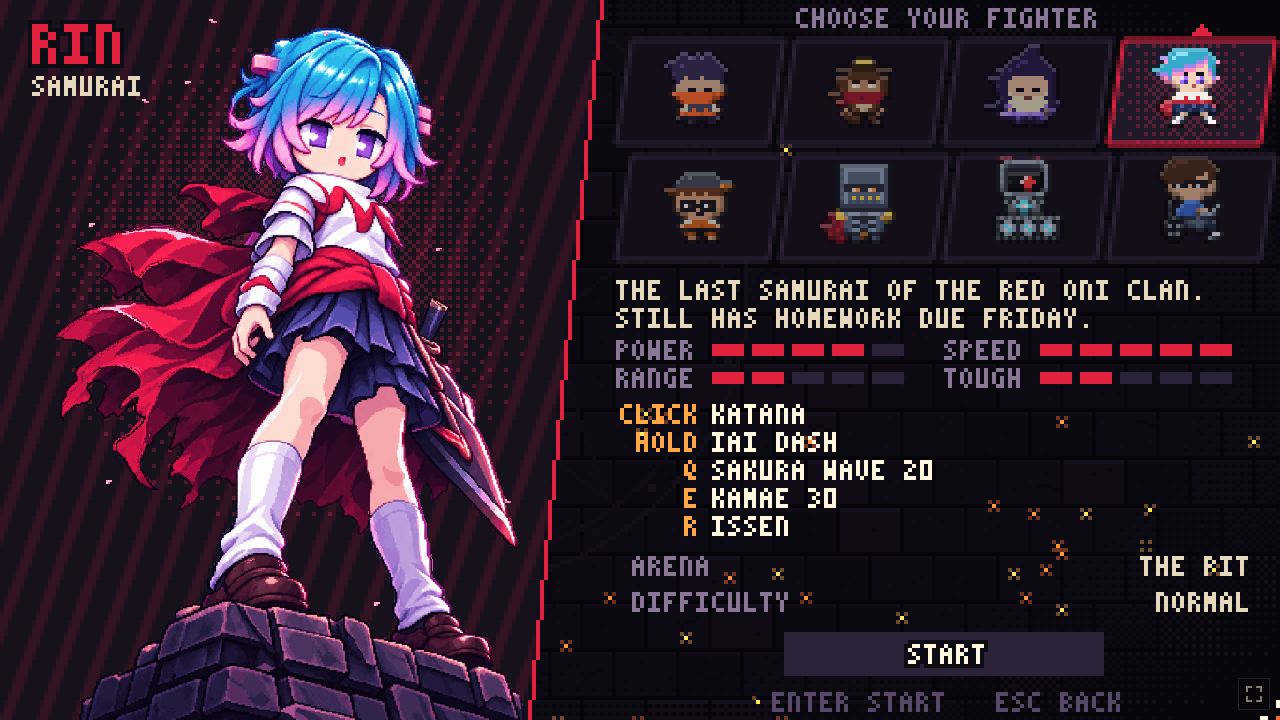 RIN
SAMURAI
CHOOSE YOUR FIGHTER
THE LAST SAMURAI OF THE RED ONI CLAN.
STILL HAS HOMEWORK DUE FRIDAY.
POWER SPEED
RANGE TOUGH
CLICK KATANA
HOLD IAI DASH
Q SAKURA WAVE 20
E KAMAE 30
R ISSEN
ARENA THE PIT
DIFFICULTY NORMAL
START
ENTER START ESC BACK